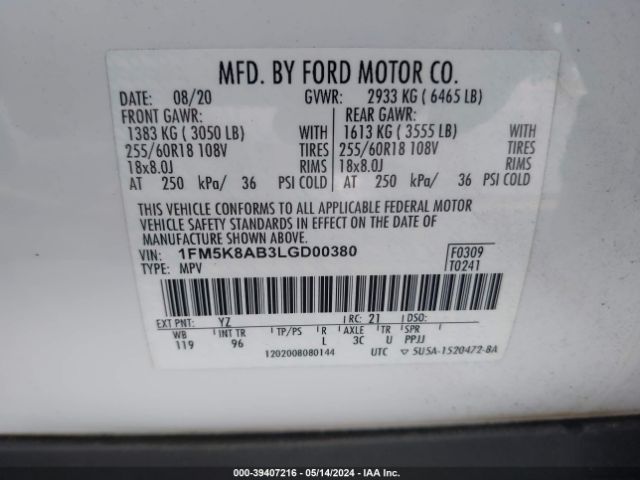 MFD. BY FORD MOTOR CO.
DATE: 08/20 GVWR: 2933 KG ( 6465 LB)
FRONT GAWR: REAR GAWR:
1383 KG ( 3050 LB) WITH 1613 KG ( 3555 LB) WITH
255/60R18 108V TIRES 255/60R18 108V TIRES
18x8.0J RIMS 18x8.0J RIMS
AT 250 kPa/ 36 PSI COLD AT 250 kPa/ 36 PSI COLD
THIS VEHICLE CONFORMS TO ALL APPLICABLE FEDERAL MOTOR
VEHICLE SAFETY STANDARDS IN EFFECT ON THE DATE OF
MANUFACTURE SHOWN ABOVE.
VIN: 1FM5K8AB3LGD00380 F0309
TYPE: MPV T0241
EXT PNT: YZ RC: 21 DSO:
WB INT TR TP/PS R AXLE TR SPR
119 96 L 3C U PPJJ
1202008080144 UTC ▽ 5U5A-1520472-BA
000-39407216 - 05/14/2024 - IAA Inc.